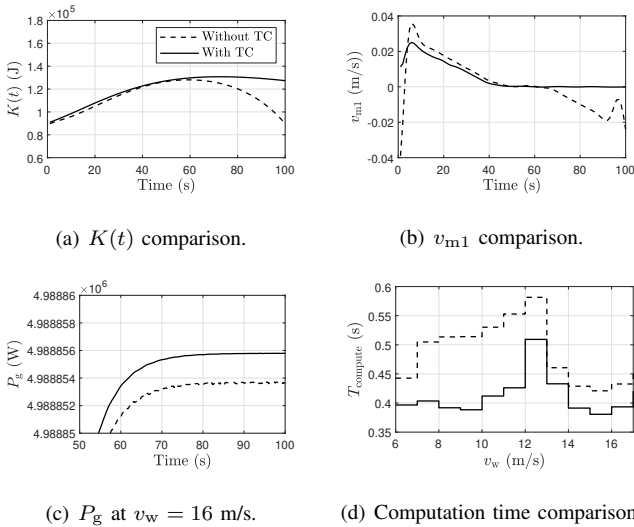 ×10⁵
1.8
1.6
1.4
1.2
1
0.8
0.6
K(t) (J)
0 20 40 60 80 100
Time (s)
Without TC
With TC
(a) K(t) comparison.
0.04
0.02
0
-0.02
-0.04
v_m1 (m/s))
0 20 40 60 80 100
Time (s)
(b) v_m1 comparison.
×10⁶
4.98886
4.988858
4.988856
4.988854
4.988852
4.98885
P_g (W)
50 60 70 80 90 100
Time (s)
(c) P_g at v_w = 16 m/s.
0.6
0.55
0.5
0.45
0.4
0.35
T_compute (s)
6 8 10 12 14 16
v_w (m/s)
(d) Computation time comparison